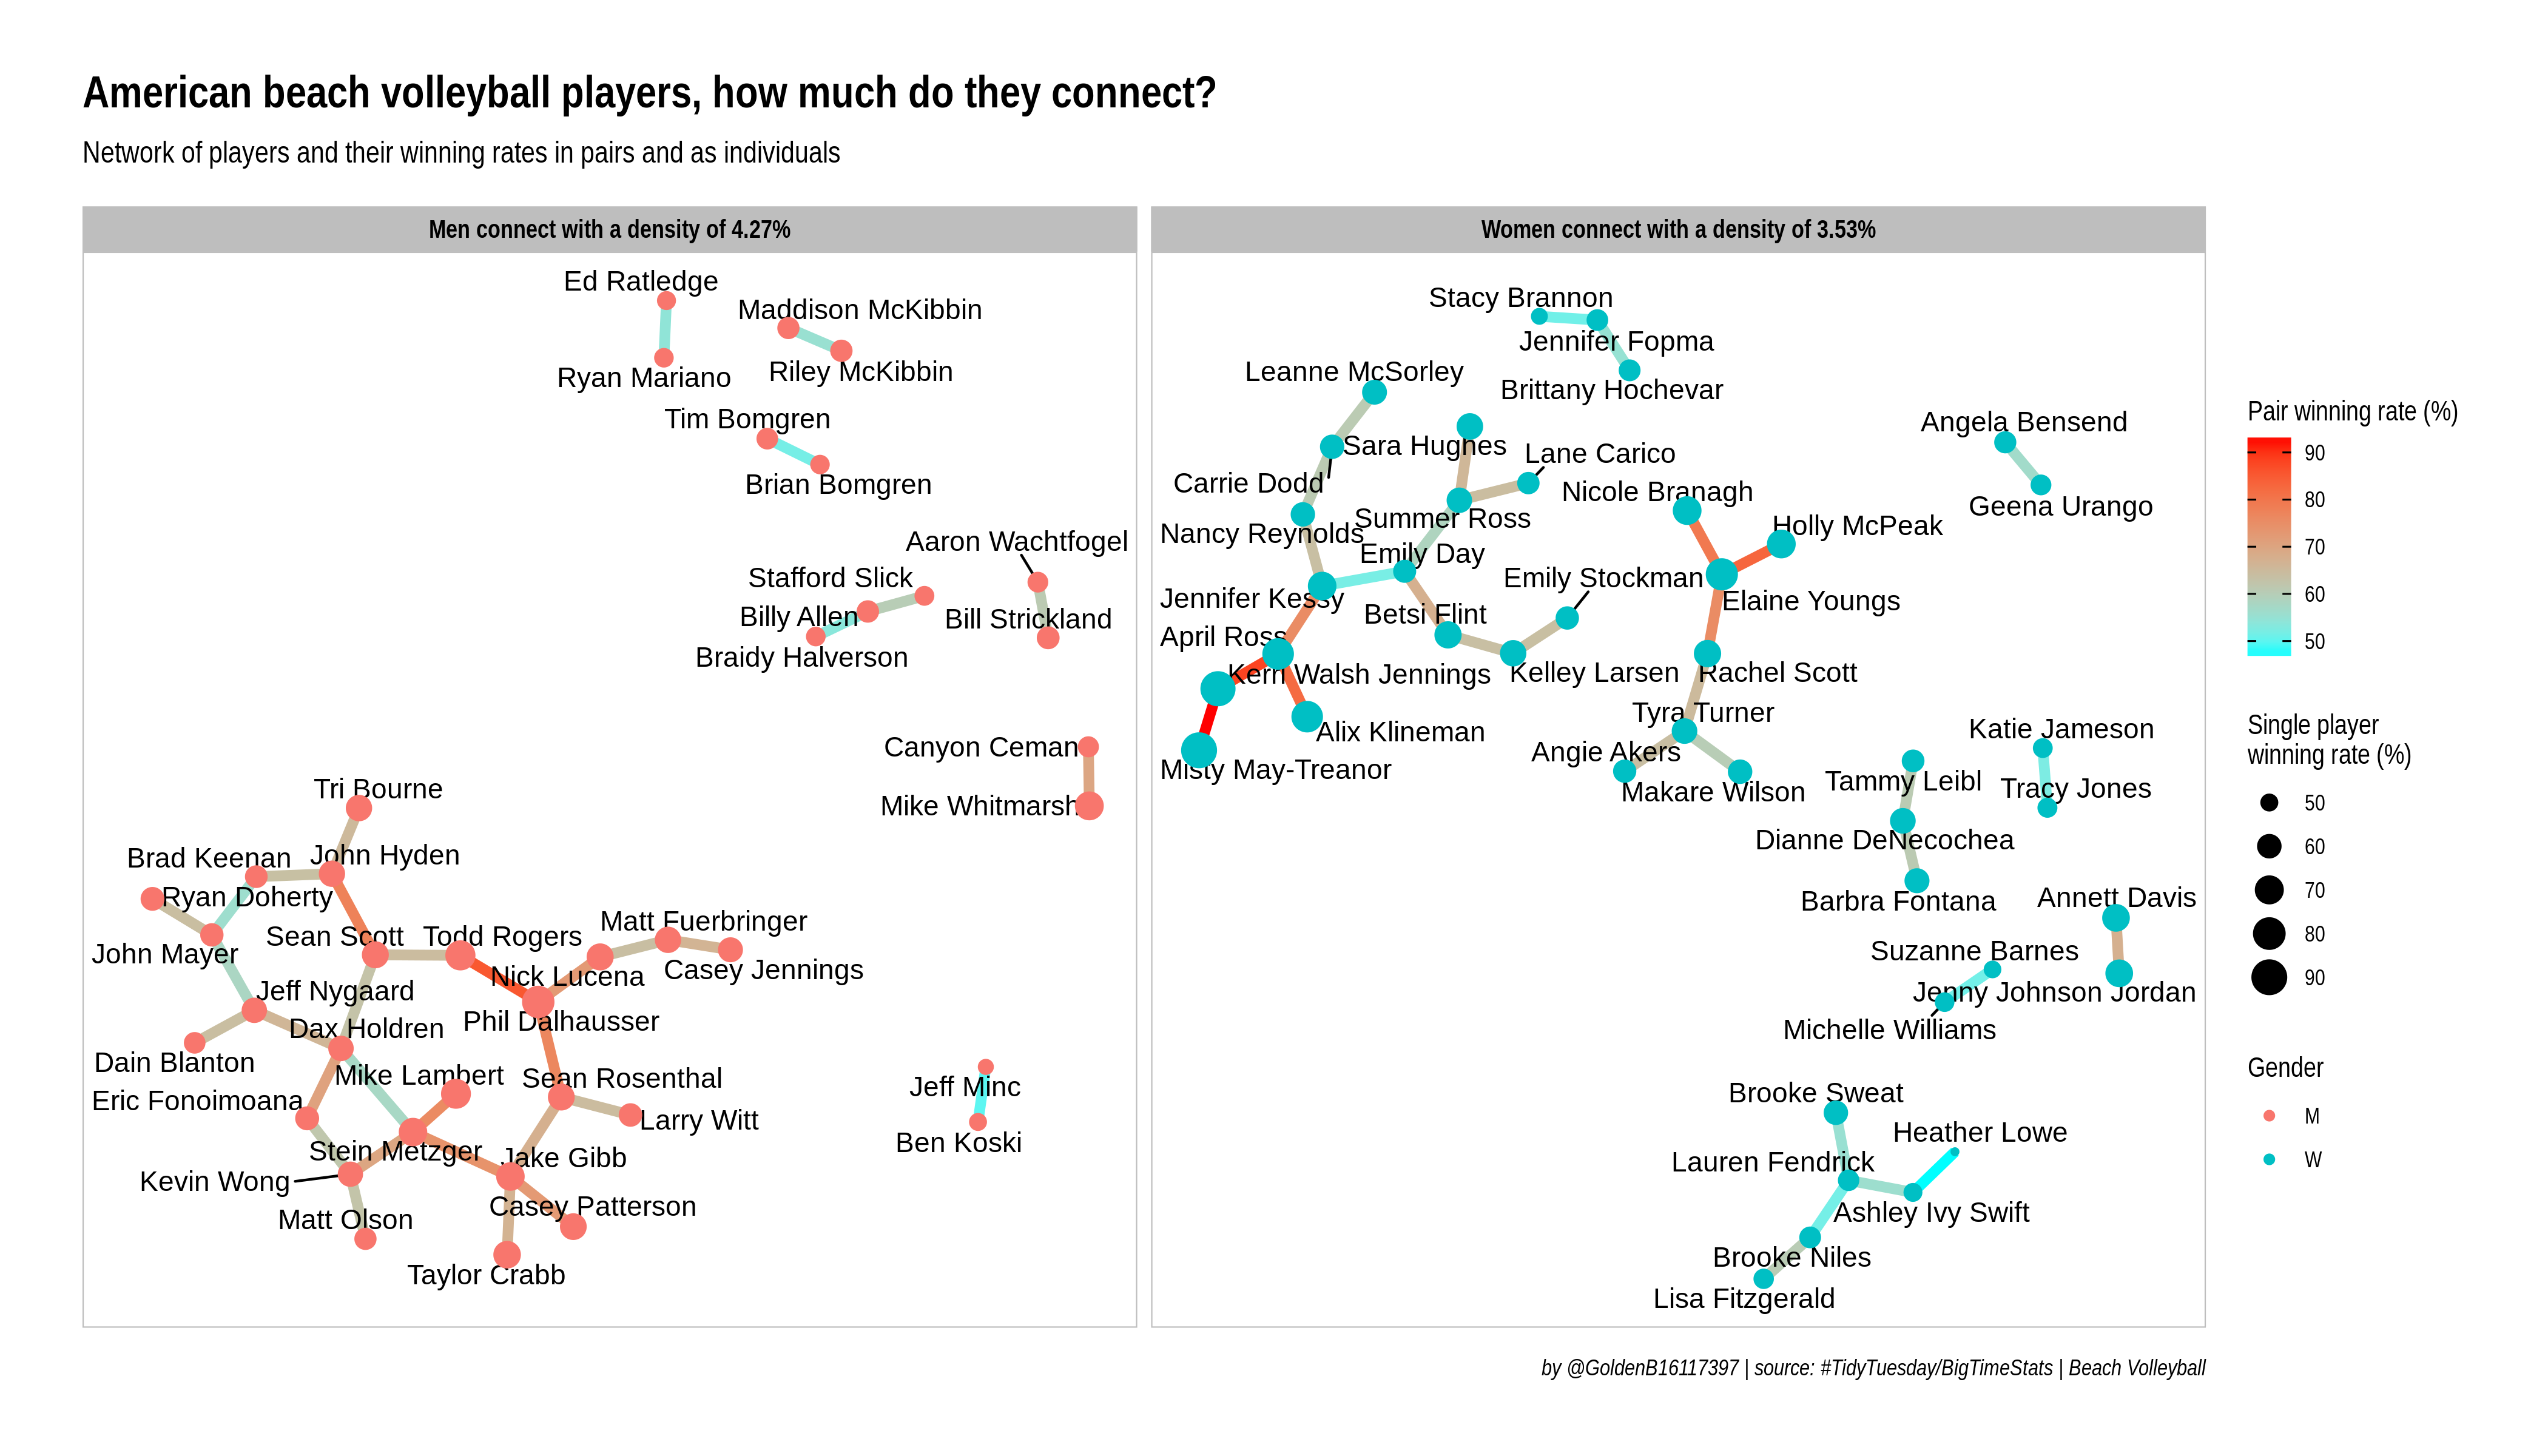 American beach volleyball players, how much do they connect?
Network of players and their winning rates in pairs and as individuals
Men connect with a density of 4.27%
Ed Ratledge
Maddison McKibbin
Ryan Mariano
Riley McKibbin
Tim Bomgren
Brian Bomgren
Aaron Wachtfogel
Stafford Slick
Billy Allen
Bill Strickland
Braidy Halverson
Canyon Ceman
Mike Whitmarsh
Tri Bourne
Brad Keenan
John Hyden
Ryan Doherty
Matt Fuerbringer
Sean Scott
Todd Rogers
John Mayer
Nick Lucena
Casey Jennings
Jeff Nygaard
Phil Dalhausser
Dax Holdren
Dain Blanton
Mike Lambert
Sean Rosenthal
Jeff Minc
Eric Fonoimoana
Larry Witt
Ben Koski
Stein Metzger
Jake Gibb
Kevin Wong
Casey Patterson
Matt Olson
Taylor Crabb
Women connect with a density of 3.53%
Stacy Brannon
Jennifer Fopma
Leanne McSorley
Brittany Hochevar
Angela Bensend
Sara Hughes
Lane Carico
Carrie Dodd
Nicole Branagh
Geena Urango
Summer Ross
Holly McPeak
Nancy Reynolds
Emily Day
Emily Stockman
Jennifer Kessy
Elaine Youngs
Betsi Flint
April Ross
Kerri Walsh Jennings
Kelley Larsen
Rachel Scott
Tyra Turner
Alix Klineman
Katie Jameson
Angie Akers
Misty May-Treanor
Makare Wilson
Tammy Leibl
Tracy Jones
Dianne DeNecochea
Barbra Fontana
Annett Davis
Suzanne Barnes
Jenny Johnson Jordan
Michelle Williams
Brooke Sweat
Heather Lowe
Lauren Fendrick
Ashley Ivy Swift
Brooke Niles
Lisa Fitzgerald
Pair winning rate (%)
90
80
70
60
50
Single player
winning rate (%)
50
60
70
80
90
Gender
M
W
by @GoldenB16117397 | source: #TidyTuesday/BigTimeStats | Beach Volleyball